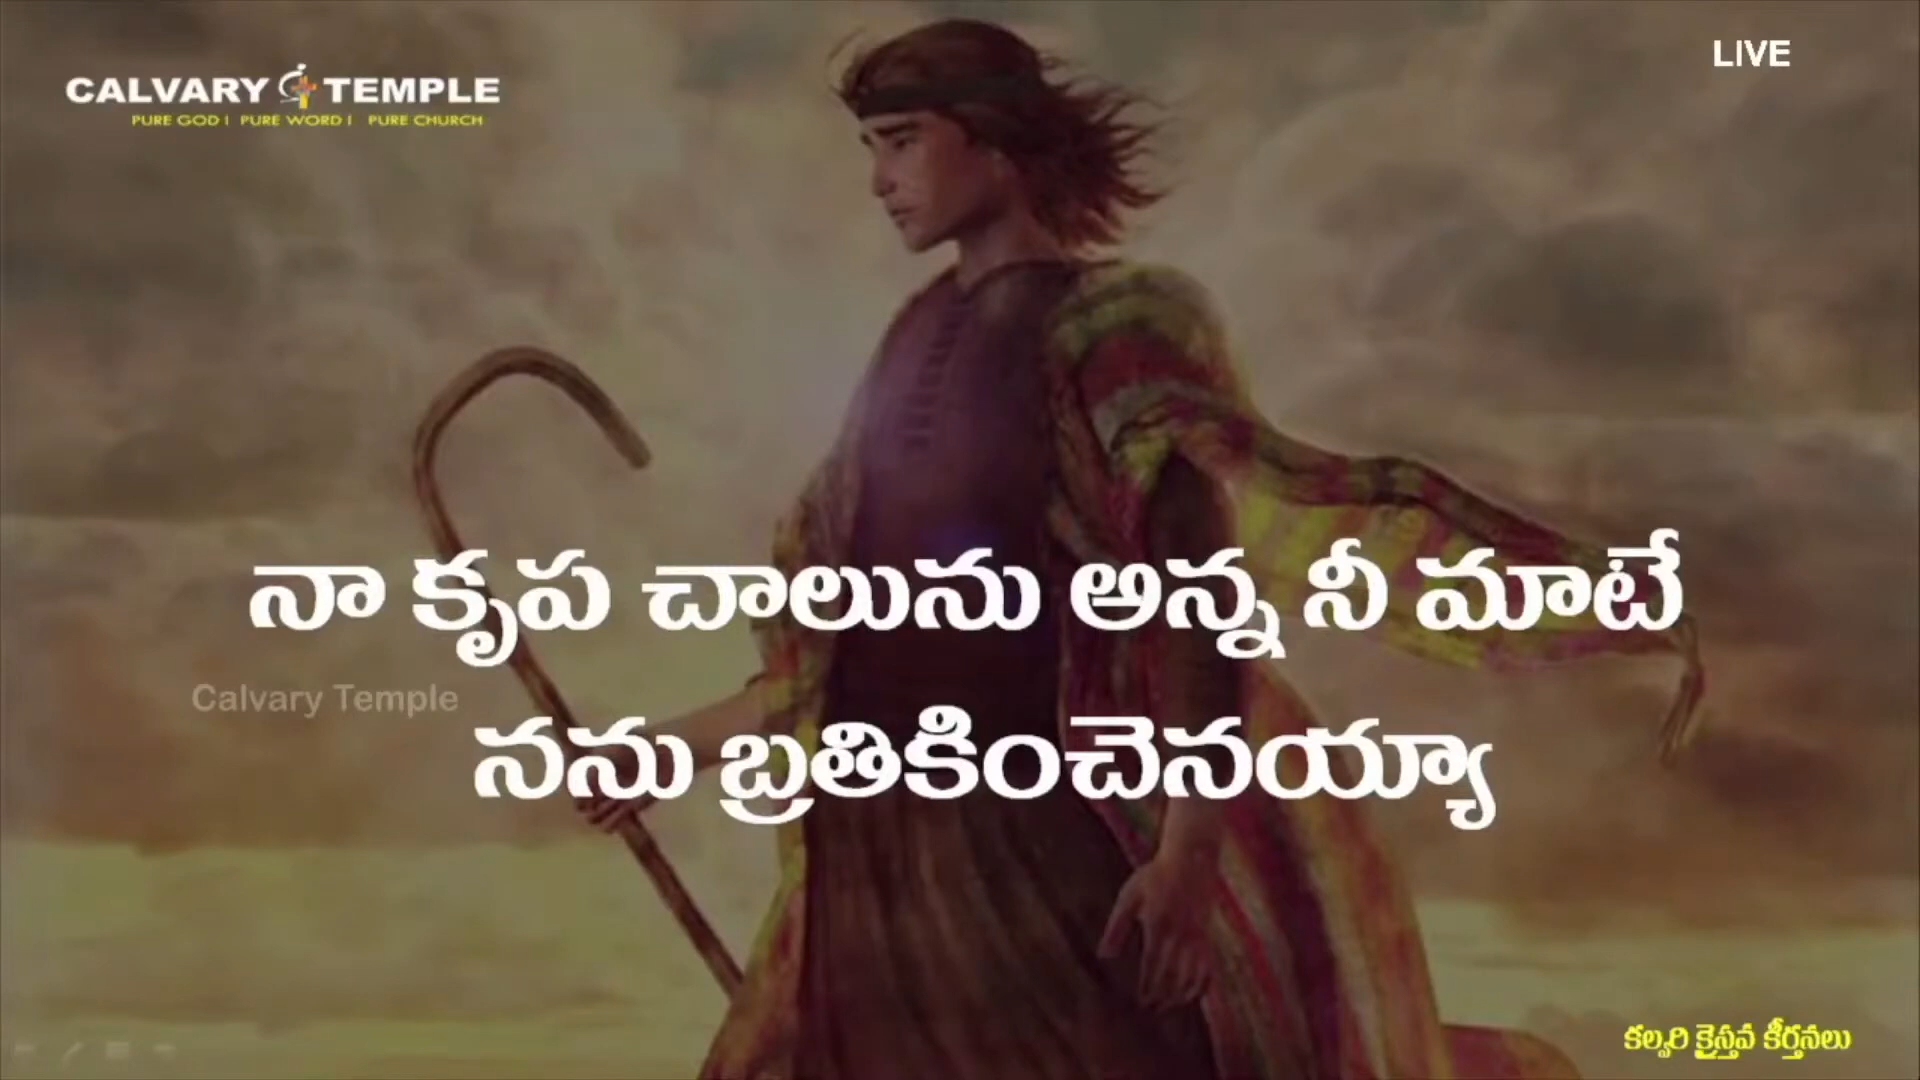 CALVARY TEMPLE
PURE GOD | PURE WORD | PURE CHURCH
LIVE
నా కృప చాలును అన్న నీ మాటే
Calvary Temple
నను బ్రతికించెనయ్యా
కల్వరి క్రైస్తవ కీర్తనలు